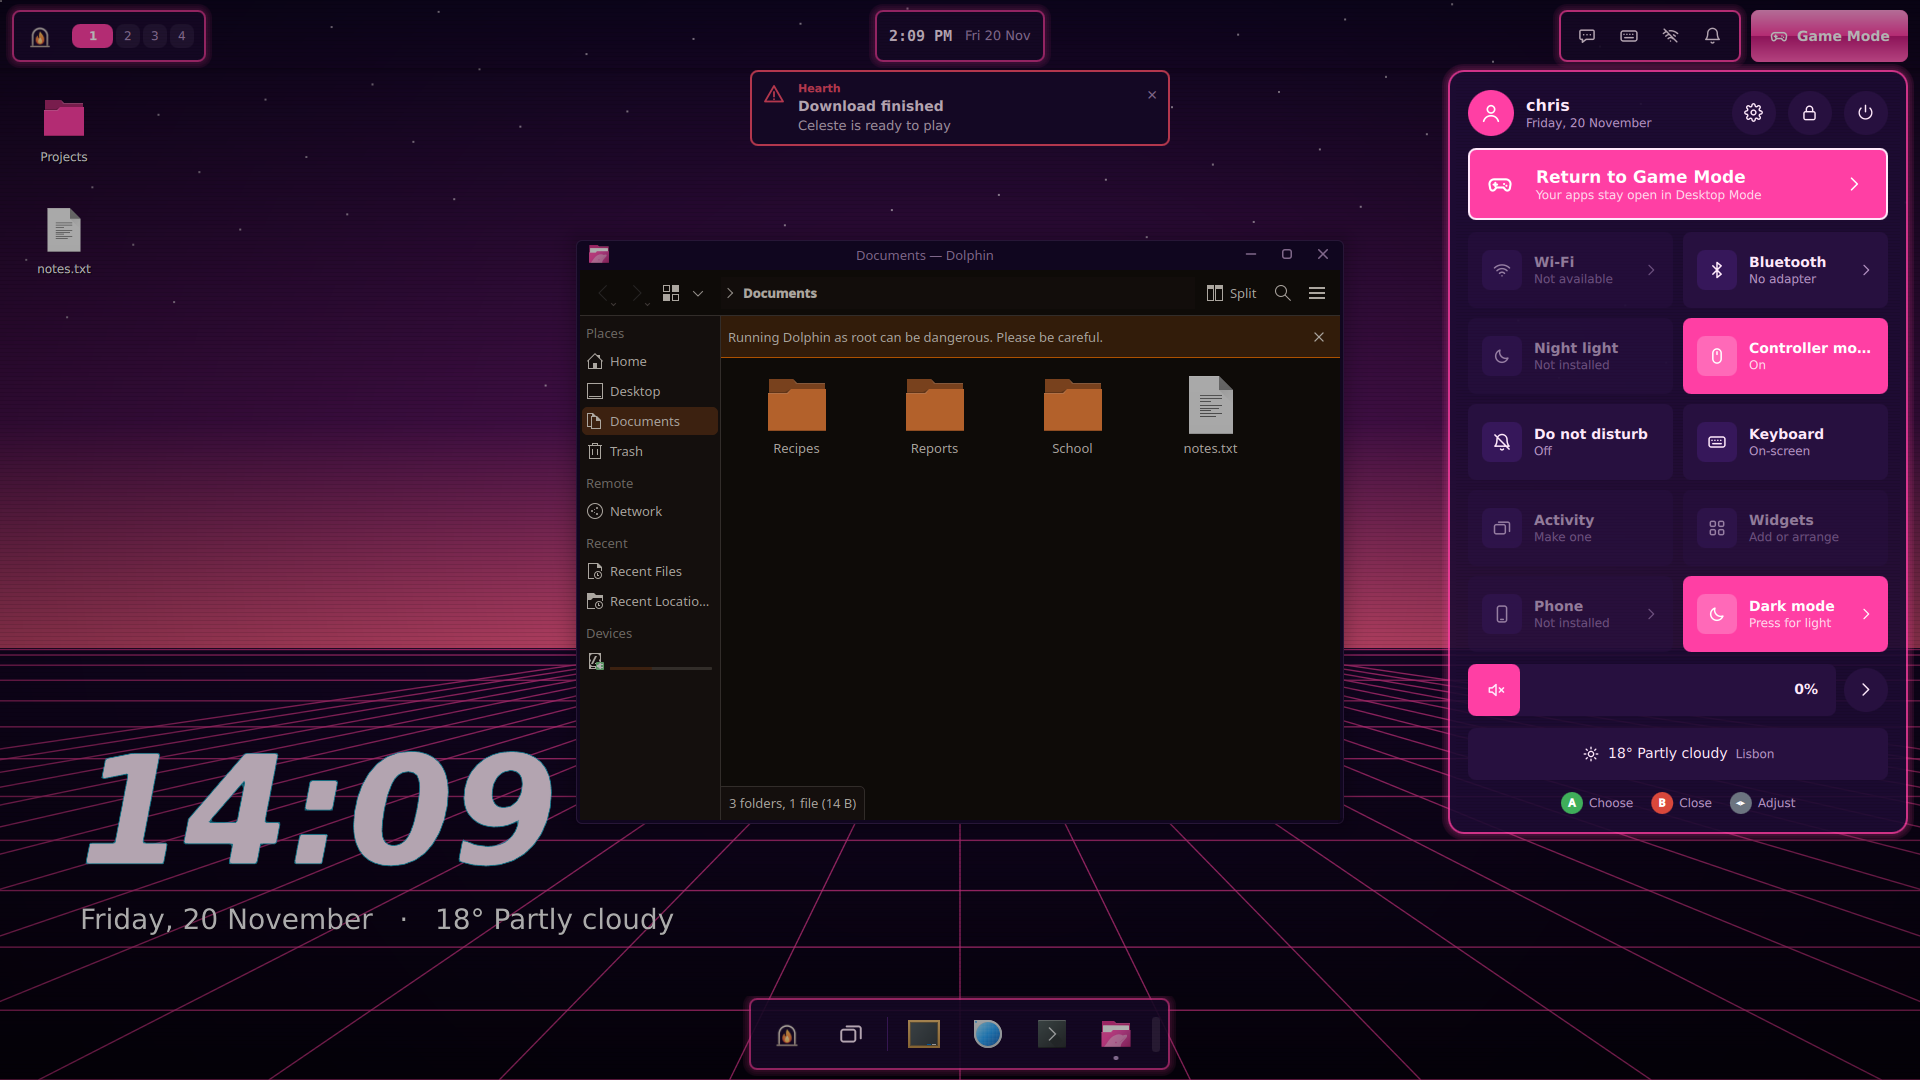 1 2 3 4
2:09 PM Fri 20 Nov
Game Mode
Projects
notes.txt
Hearth
Download finished
Celeste is ready to play
Documents — Dolphin
Documents
Split
Running Dolphin as root can be dangerous. Please be careful.
Places
Home
Desktop
Documents
Trash
Remote
Network
Recent
Recent Files
Recent Locatio...
Devices
Recipes
Reports
School
notes.txt
3 folders, 1 file (14 B)
14:09
Friday, 20 November · 18° Partly cloudy
chris
Friday, 20 November
Return to Game Mode
Your apps stay open in Desktop Mode
Wi-Fi
Not available
Bluetooth
No adapter
Night light
Not installed
Controller mo...
On
Do not disturb
Off
Keyboard
On-screen
Activity
Make one
Widgets
Add or arrange
Phone
Not installed
Dark mode
Press for light
0%
18° Partly cloudy Lisbon
A Choose B Close Adjust